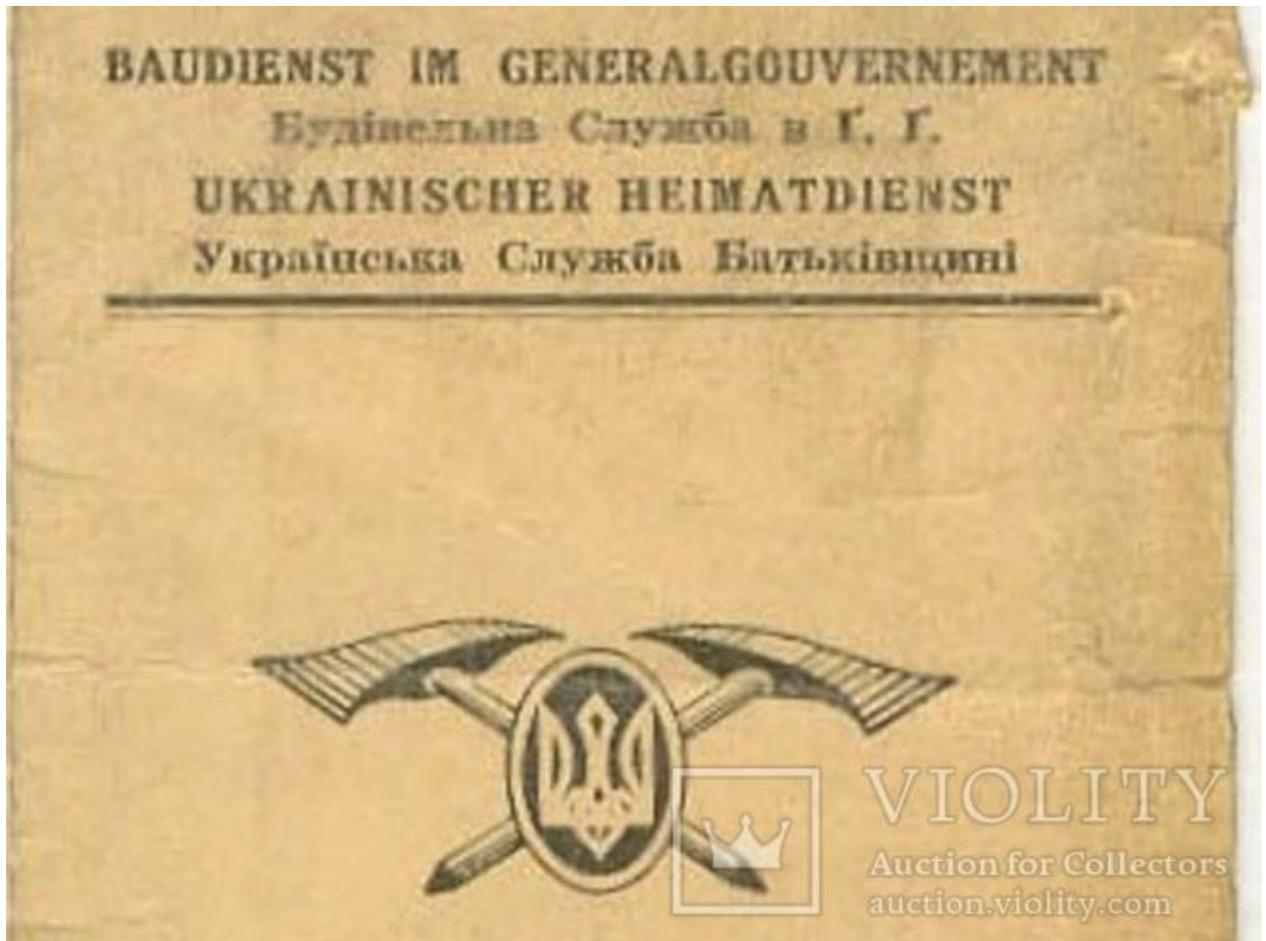 BAUDIENST IM GENERALGOUVERNEMENT
Будівельна Служба в Ґ. Ґ.
UKRAINISCHER HEIMATDIENST
Українська Служба Батьківщині
VIOLITY
Auction for Collectors
auction.violity.com